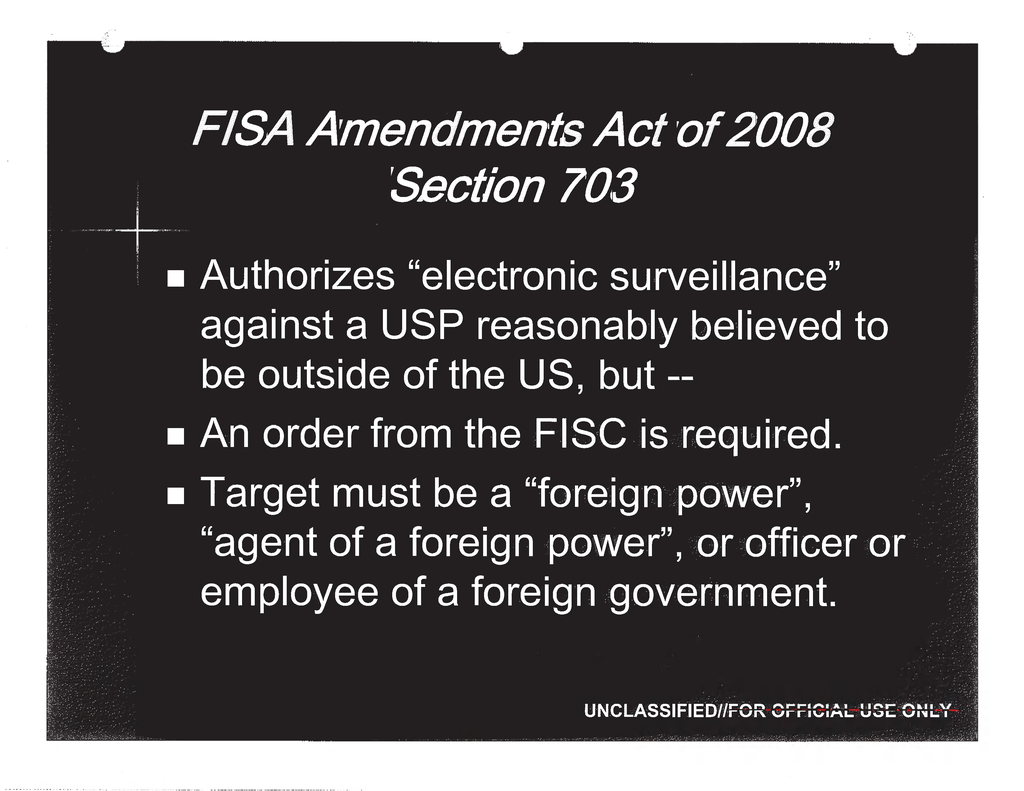 FISA Amendments Act of 2008
Section 703
■ Authorizes “electronic surveillance”
against a USP reasonably believed to
be outside of the US, but --
■ An order from the FISC is required.
■ Target must be a “foreign power”,
“agent of a foreign power”, or officer or
employee of a foreign government.
UNCLASSIFIED//FOR OFFICIAL USE ONLY